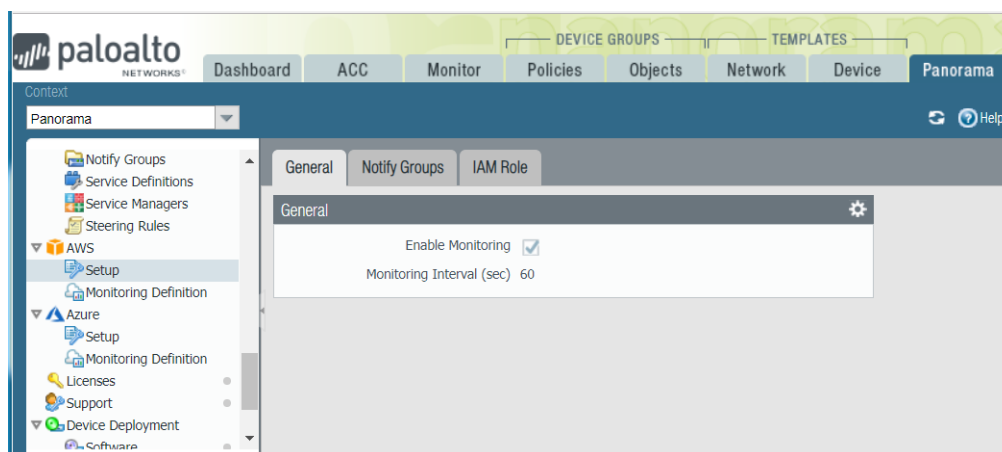 paloalto
NETWORKS®
DEVICE GROUPS
TEMPLATES
Dashboard
ACC
Monitor
Policies
Objects
Network
Device
Panorama
Context
Panorama
Help
Notify Groups
Service Definitions
Service Managers
Steering Rules
AWS
Setup
Monitoring Definition
Azure
Setup
Monitoring Definition
Licenses
Support
Device Deployment
Software
General
Notify Groups
IAM Role
General
Enable Monitoring
Monitoring Interval (sec) 60